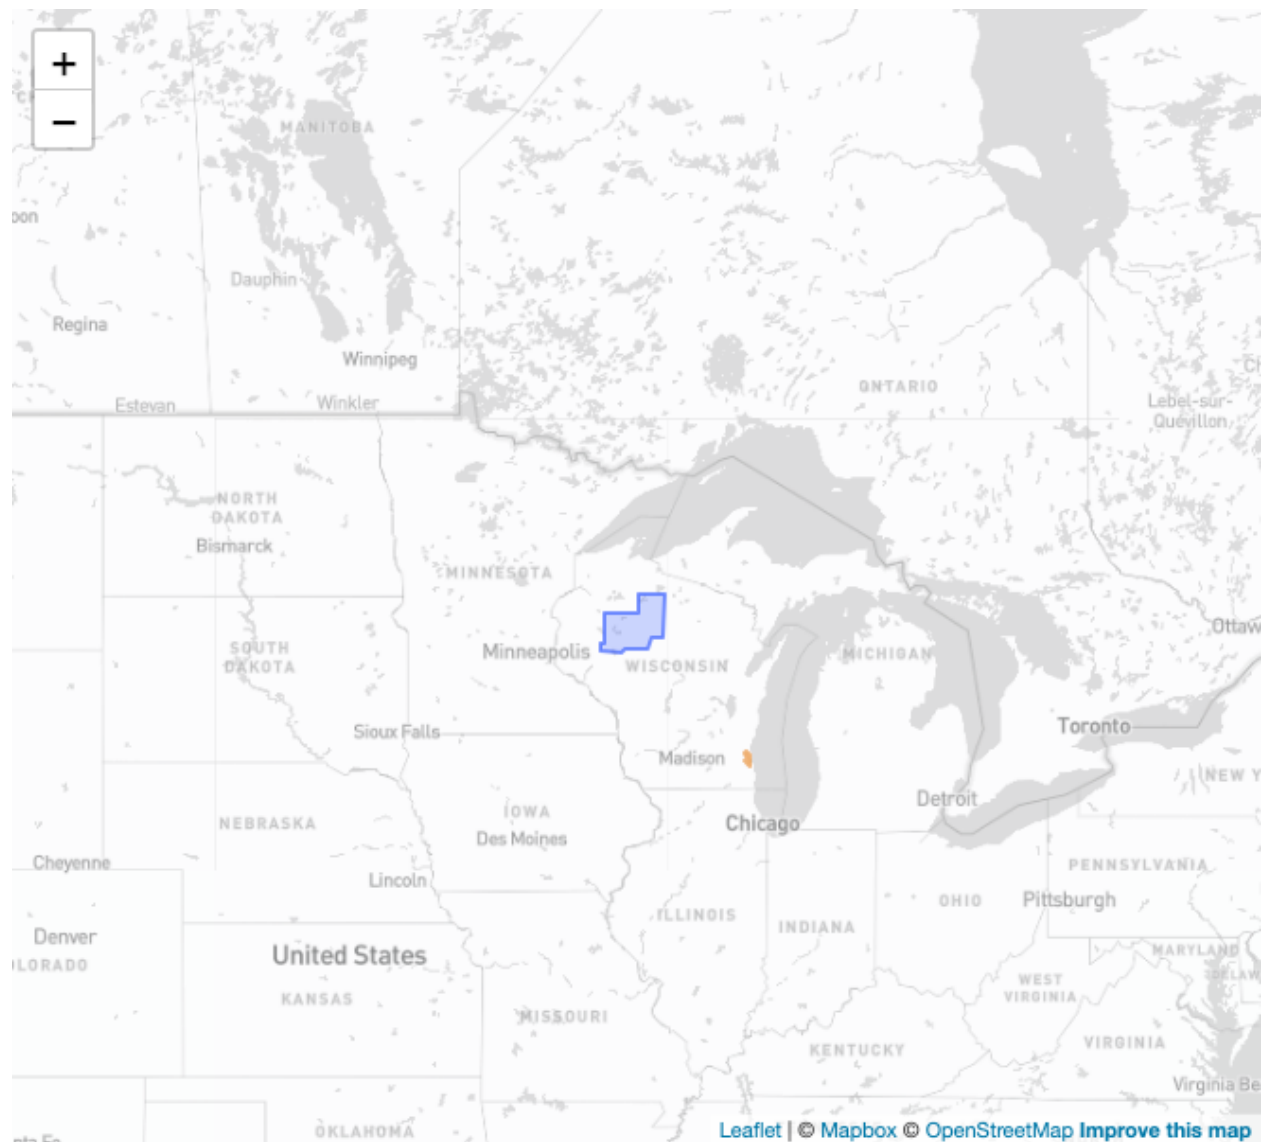 +
MANITOBA
−
oon
Dauphin
Regina
Winnipeg
ONTARIO
Estevan
Winkler
Lebel-sur-
Quévillon
NORTH
DAKOTA
Bismarck
MINNESOTA
Ottaw
SOUTH
DAKOTA
Minneapolis
WISCONSIN
MICHIGAN
Toronto
Sioux Falls
Madison
NEW Y
Detroit
IOWA
NEBRASKA
Chicago
Des Moines
Cheyenne
PENNSYLVANIA
Lincoln
OHIO
Pittsburgh
ILLINOIS
INDIANA
Denver
United States
MARYLAND
OLORADO
DELAW
KANSAS
WEST
VIRGINIA
MISSOURI
VIRGINIA
KENTUCKY
Virginia Be
OKLAHOMA
Leaflet | © Mapbox © OpenStreetMap Improve this map